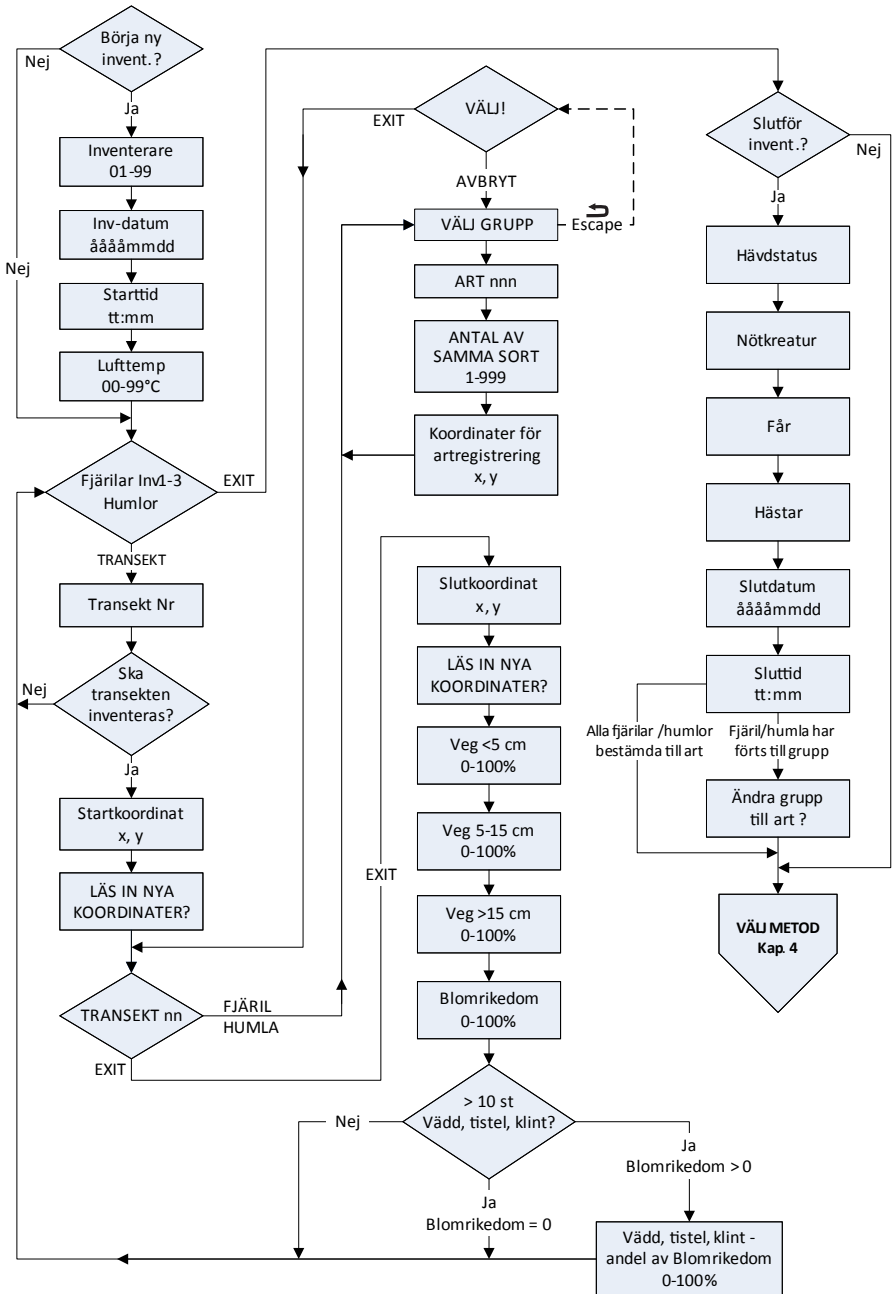 Börja ny
invent.?
Nej
Ja
Inventerare
01-99
Inv-datum
ååååmmdd
Nej
Starttid
tt:mm
Lufttemp
00-99°C
Fjärilar Inv1-3
Humlor
EXIT
TRANSEKT
Transekt Nr
Ska
transekten
inventeras?
Nej
Ja
Startkoordinat
x, y
LÄS IN NYA
KOORDINATER?
TRANSEKT nn
FJÄRIL
HUMLA
EXIT
VÄLJ!
EXIT
AVBRYT
VÄLJ GRUPP
Escape
ART nnn
ANTAL AV
SAMMA SORT
1-999
Koordinater för
artregistrering
x, y
EXIT
Slutkoordinat
x, y
LÄS IN NYA
KOORDINATER?
Veg <5 cm
0-100%
Veg 5-15 cm
0-100%
Veg >15 cm
0-100%
Blomrikedom
0-100%
> 10 st
Vädd, tistel, klint?
Nej
Ja
Blomrikedom = 0
Ja
Blomrikedom > 0
Vädd, tistel, klint -
andel av Blomrikedom
0-100%
Slutför
invent.?
Nej
Ja
Hävdstatus
Nötkreatur
Får
Hästar
Slutdatum
ååååmmdd
Sluttid
tt:mm
Alla fjärilar /humlor
bestämda till art
Fjäril/humla har
förts till grupp
Ändra grupp
till art ?
VÄLJ METOD
Kap. 4